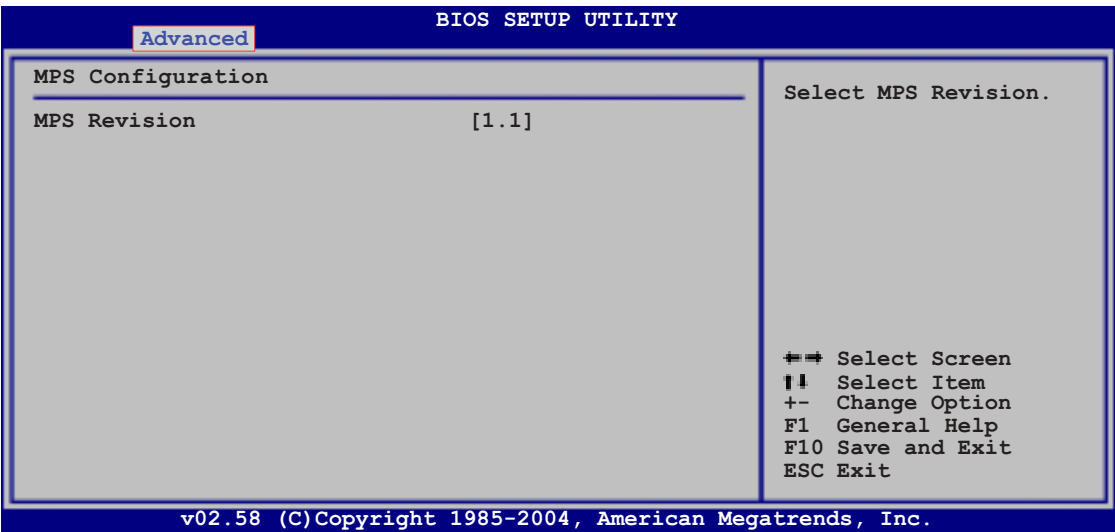 BIOS SETUP UTILITY
Advanced
MPS Configuration
MPS Revision [1.1]
Select MPS Revision.
←→ Select Screen
↑↓ Select Item
+- Change Option
F1 General Help
F10 Save and Exit
ESC Exit
v02.58 (C)Copyright 1985-2004, American Megatrends, Inc.